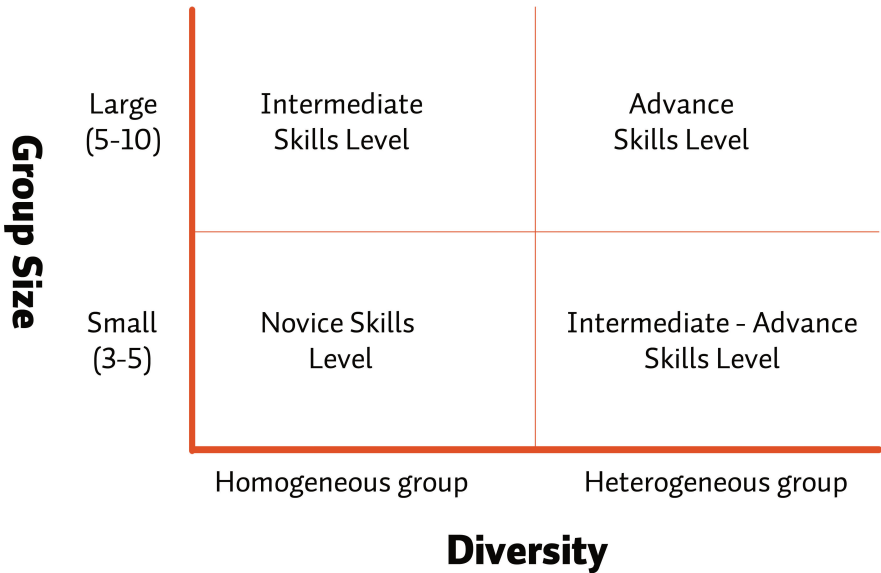 Group Size
Large
(5-10)
Intermediate
Skills Level
Advance
Skills Level
Small
(3-5)
Novice Skills
Level
Intermediate - Advance
Skills Level
Homogeneous group
Heterogeneous group
Diversity